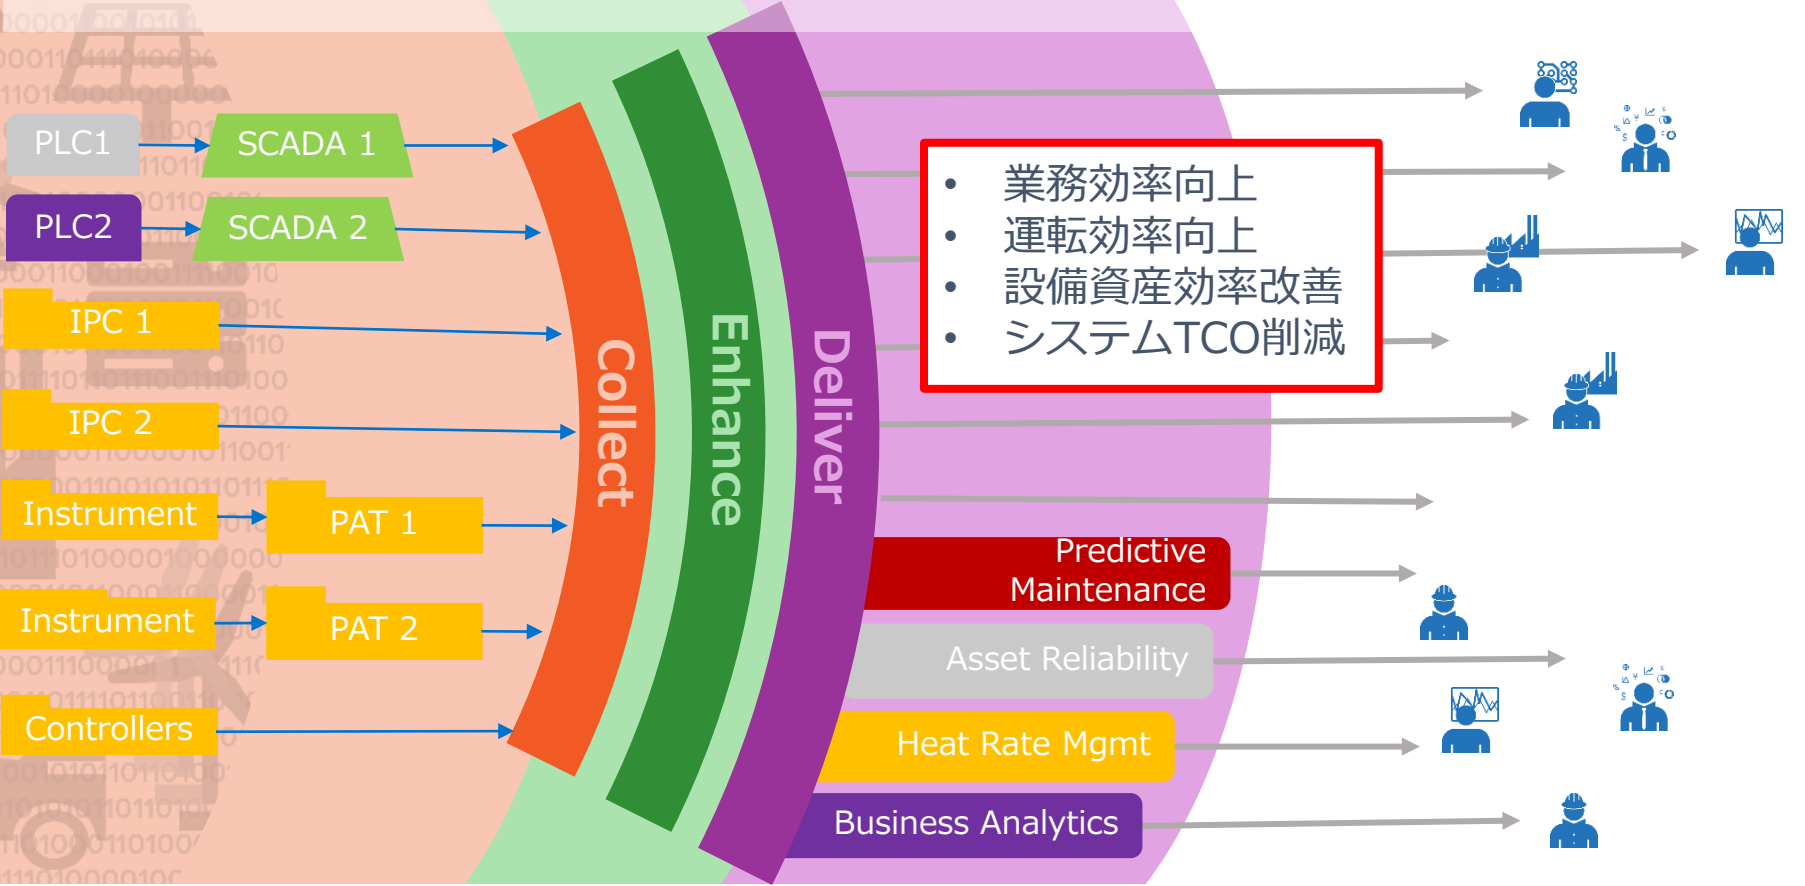 PLC1
SCADA 1
PLC2
SCADA 2
IPC 1
IPC 2
Instrument
PAT 1
Instrument
PAT 2
Controllers
Collect
Enhance
Deliver
• 業務効率向上
• 運転効率向上
• 設備資産効率改善
• システムTCO削減
Predictive
Maintenance
Asset Reliability
Heat Rate Mgmt
Business Analytics